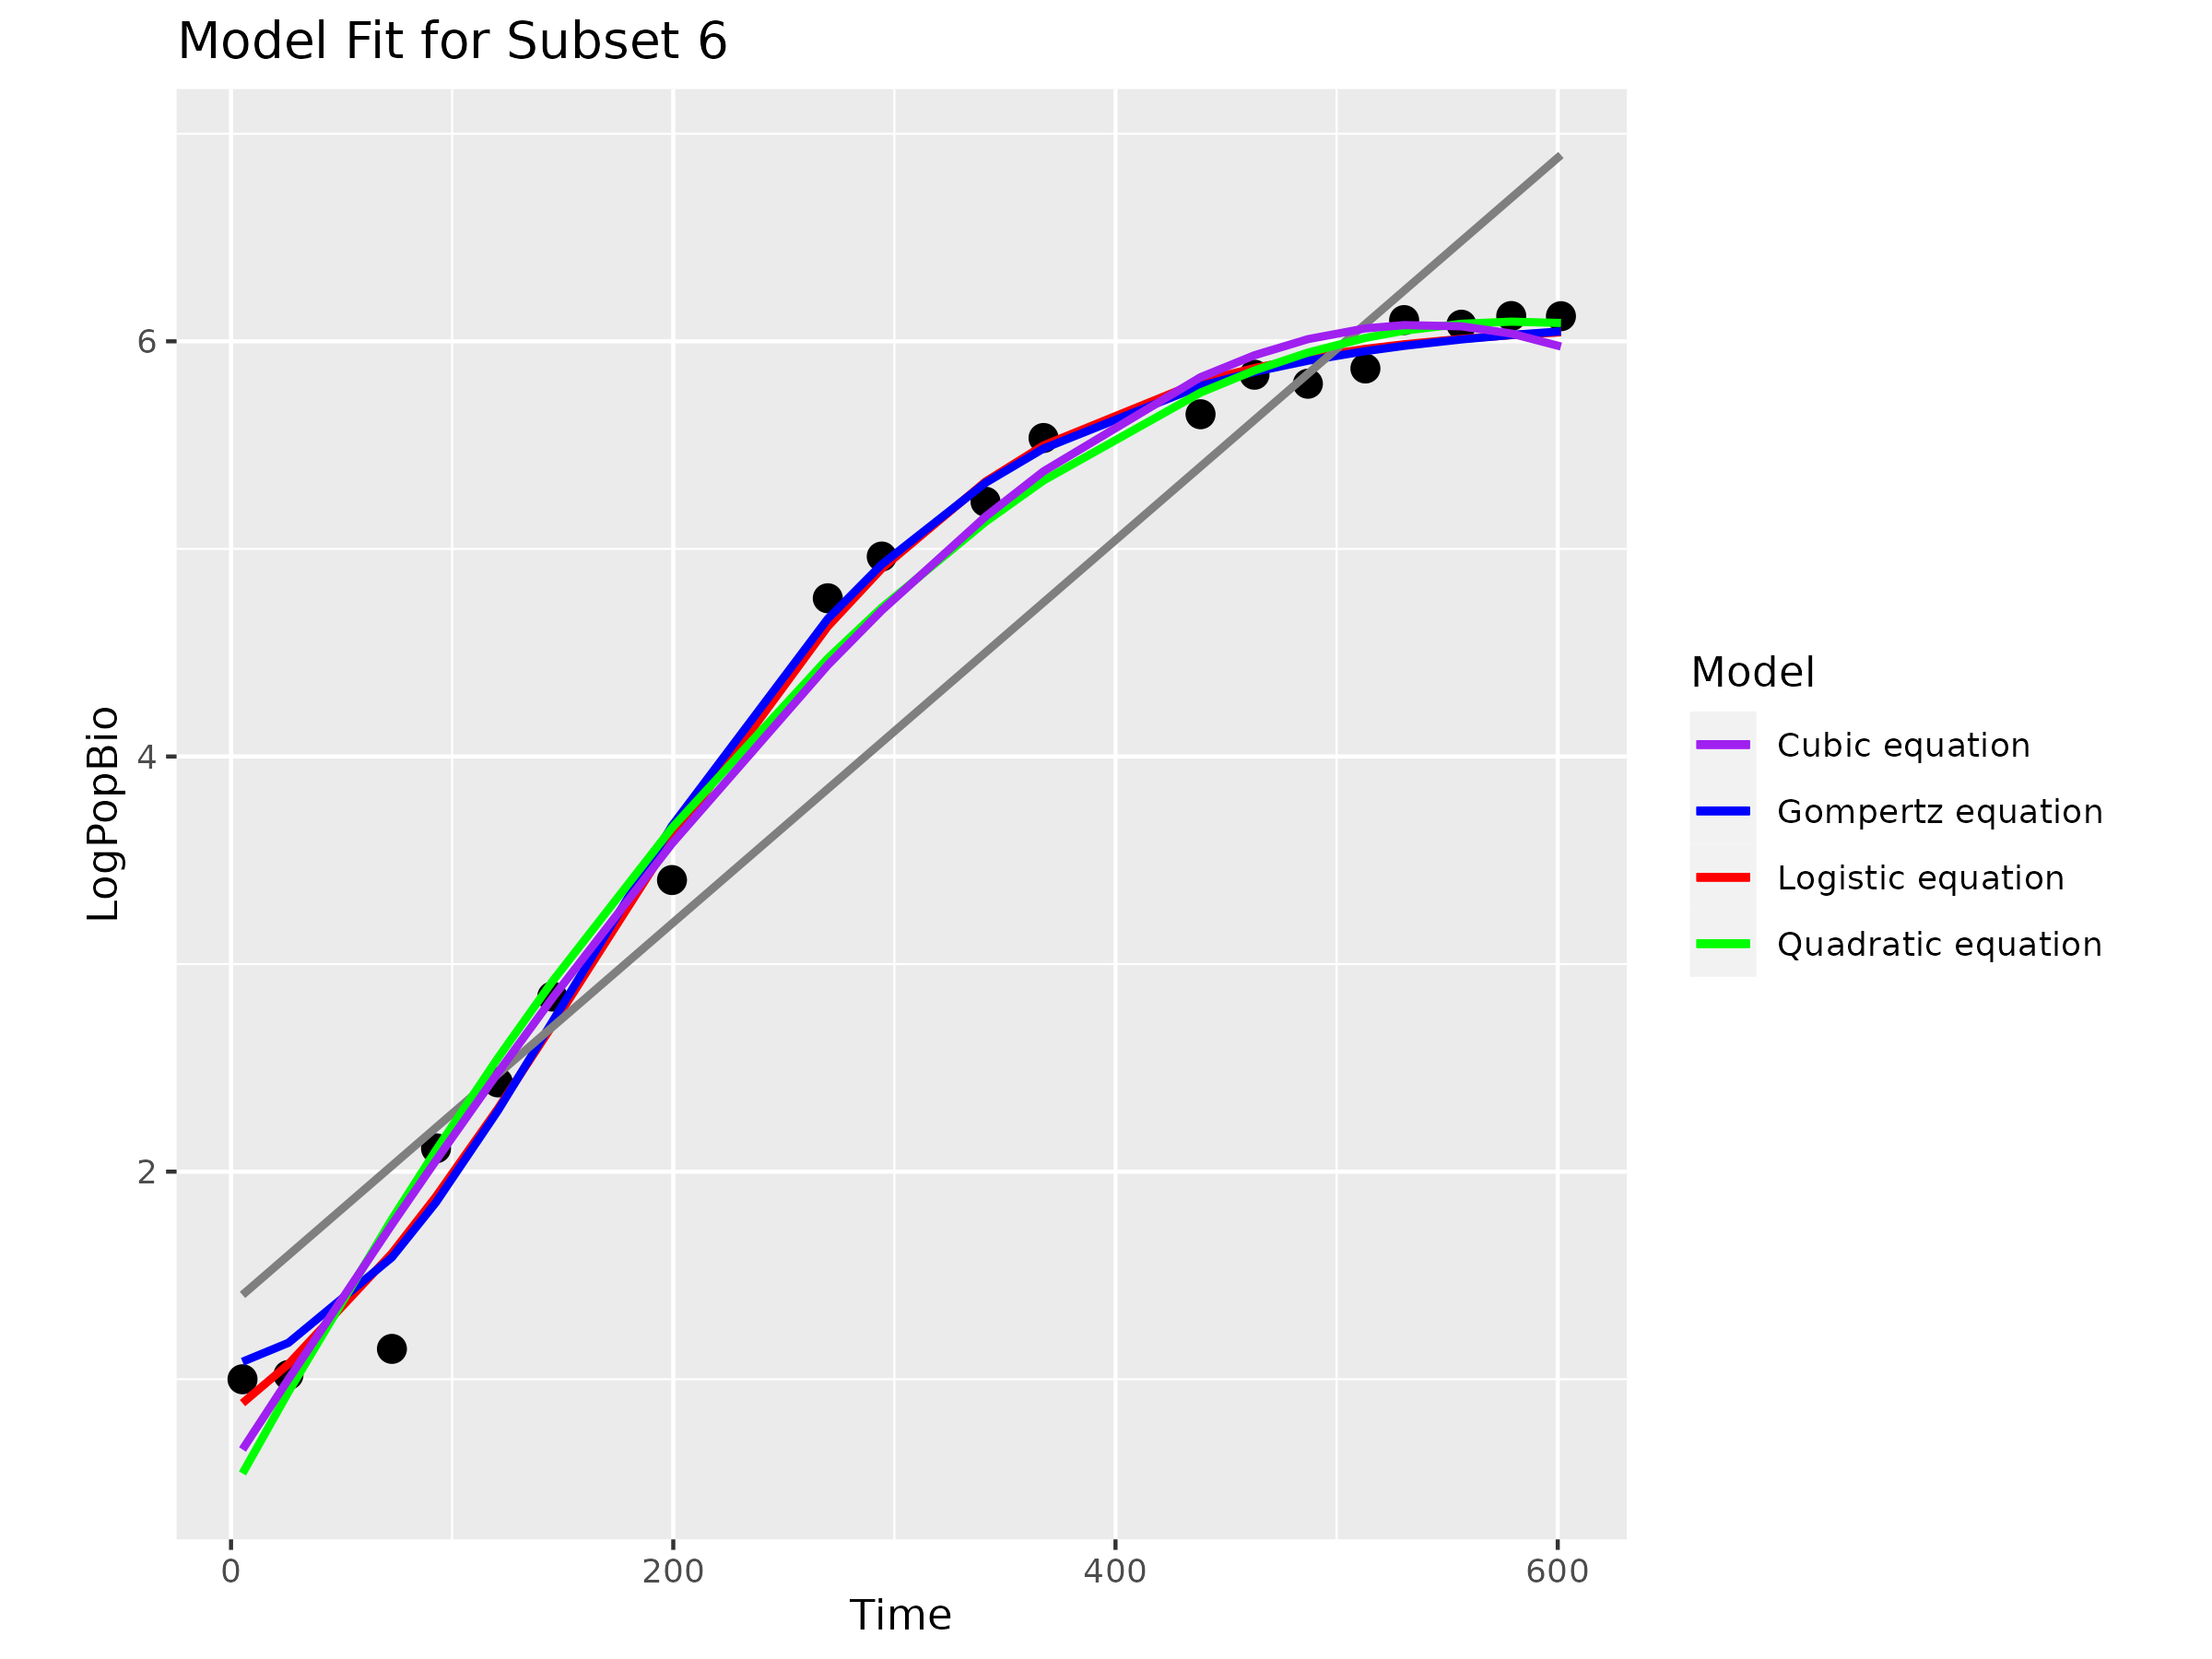 Model Fit for Subset 6
LogPopBio
6
4
2
0
200
400
600
Time
Model
Cubic equation
Gompertz equation
Logistic equation
Quadratic equation